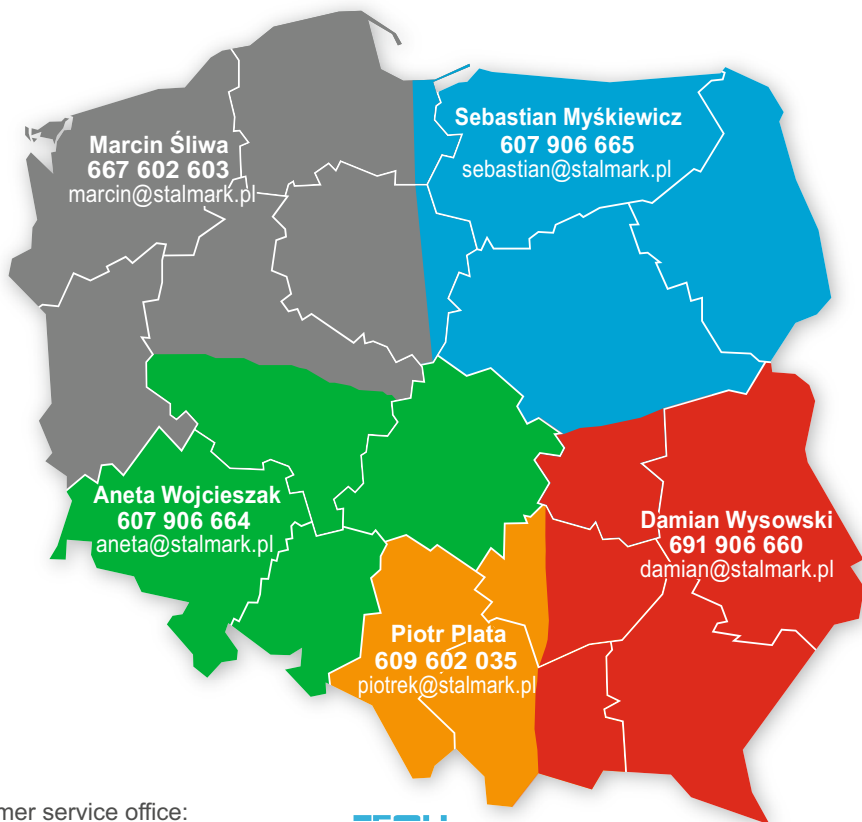 Marcin Śliwa
667 602 603
marcin@stalmark.pl
Sebastian Myśkiewicz
607 906 665
sebastian@stalmark.pl
Aneta Wojcieszak
607 906 664
aneta@stalmark.pl
Damian Wysowski
691 906 660
damian@stalmark.pl
Piotr Plata
609 602 035
piotrek@stalmark.pl
mer service office: